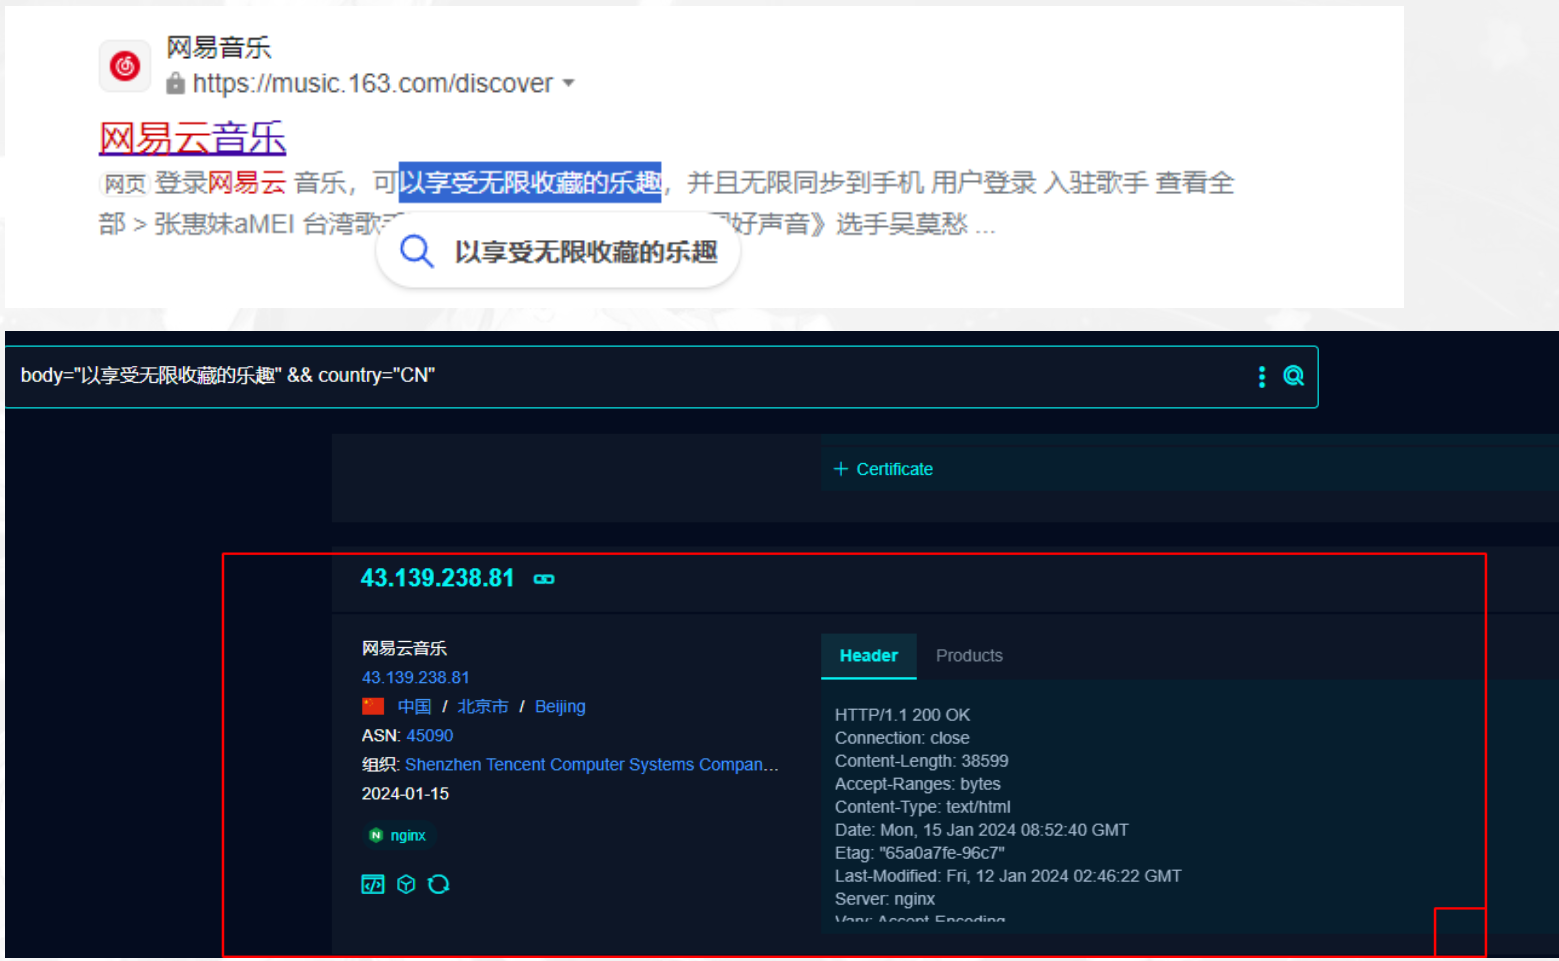 网易音乐
https://music.163.com/discover
网易云音乐
网页 登录网易云 音乐，可以享受无限收藏的乐趣，并且无限同步到手机 用户登录 入驻歌手 查看全
部 > 张惠妹aMEI 台湾歌 好声音》选手吴莫愁 ...
以享受无限收藏的乐趣
body="以享受无限收藏的乐趣" && country="CN"
+ Certificate
43.139.238.81
网易云音乐
43.139.238.81
中国 / 北京市 / Beijing
ASN: 45090
组织: Shenzhen Tencent Computer Systems Compan...
2024-01-15
nginx
Header Products
HTTP/1.1 200 OK
Connection: close
Content-Length: 38599
Accept-Ranges: bytes
Content-Type: text/html
Date: Mon, 15 Jan 2024 08:52:40 GMT
Etag: "65a0a7fe-96c7"
Last-Modified: Fri, 12 Jan 2024 02:46:22 GMT
Server: nginx
Vary: Accept-Encoding